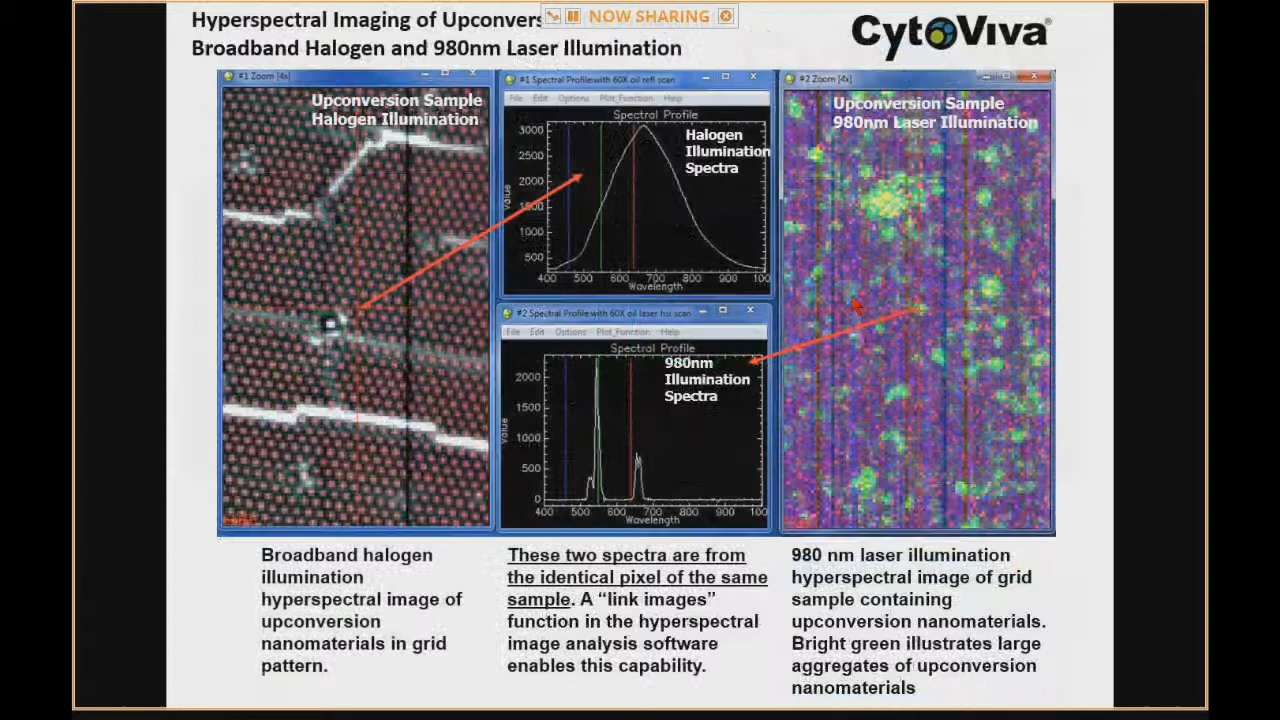 Hyperspectral Imaging of Upconvers
NOW SHARING
Broadband Halogen and 980nm Laser Illumination
CytoViva®
#1 Zoom [4x]
Upconversion Sample
Halogen Illumination
#1 Spectral Profile with 60X oil refl scan
File Edit Options Plot_Function Help
Spectral Profile
Halogen
Illumination
Spectra
3000
2500
2000
1500
1000
500
Value
400 500 600 700 800 900 100
Wavelength
#2 Spectral Profile with 60X oil laser hsi scan
File Edit Options Plot_Function Help
Spectral Profile
980nm
Illumination
Spectra
2000
1500
1000
500
0
Value
400 500 600 700 800 900 100
Wavelength
#2 Zoom [4x]
Upconversion Sample
980nm Laser Illumination
Broadband halogen
illumination
hyperspectral image of
upconversion
nanomaterials in grid
pattern.
These two spectra are from
the identical pixel of the same
sample. A “link images”
function in the hyperspectral
image analysis software
enables this capability.
980 nm laser illumination
hyperspectral image of grid
sample containing
upconversion nanomaterials.
Bright green illustrates large
aggregates of upconversion
nanomaterials